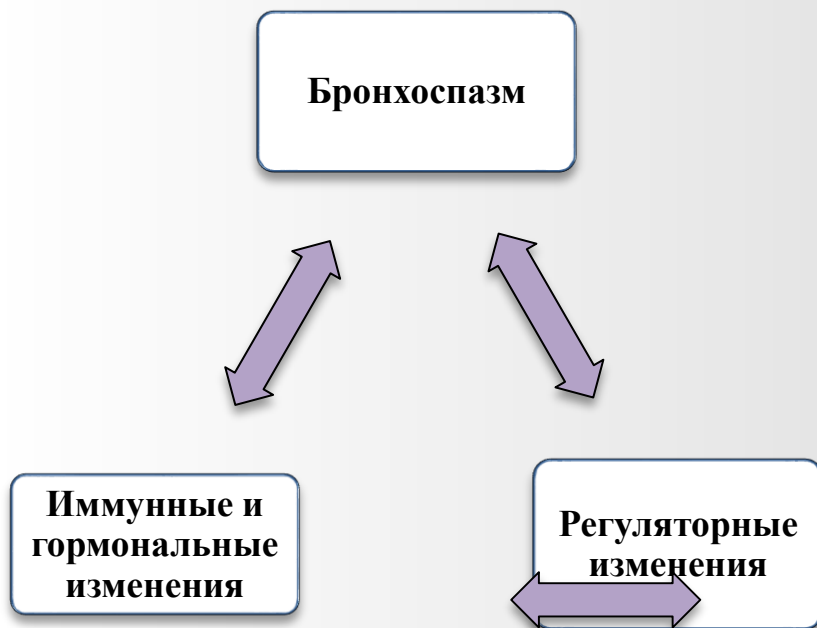 Бронхоспазм
Иммунные и
гормональные
изменения
Регуляторные
изменения